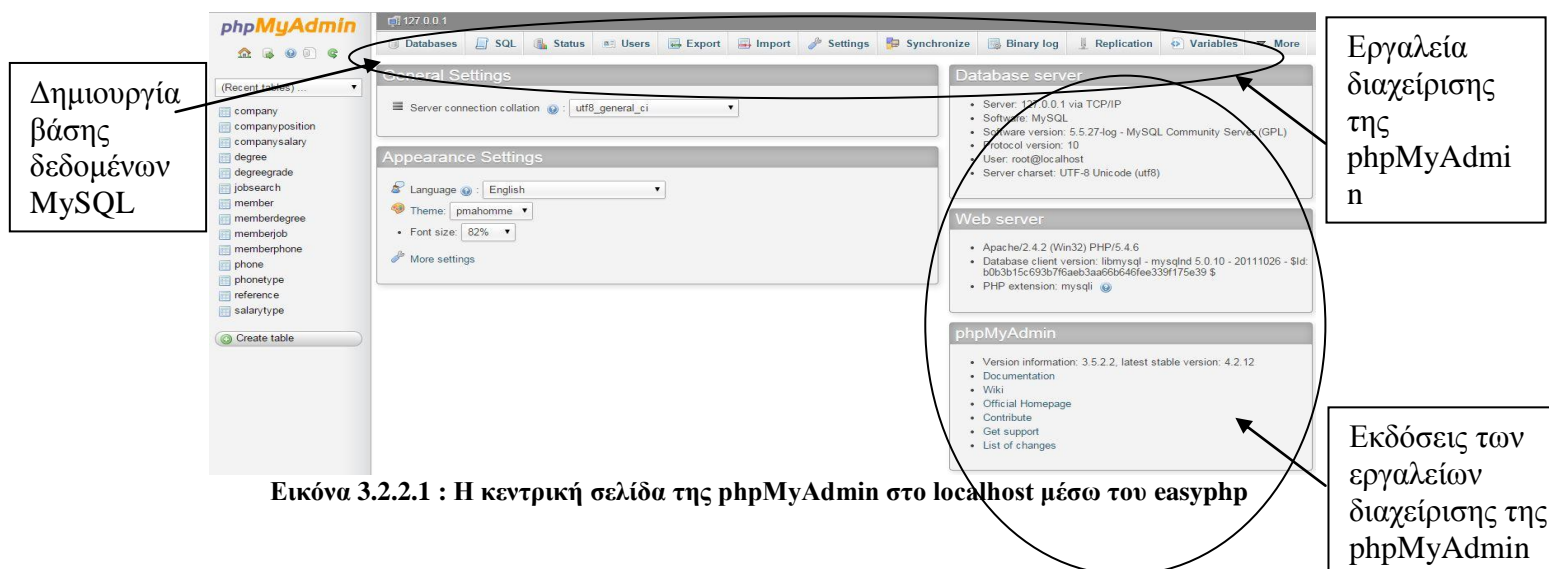 phpMyAdmin
127.0.0.1
Databases SQL Status Users Export Import Settings Synchronize Binary log Replication Variables More
Δημιουργία
βάσης
δεδομένων
MySQL
(Recent tables) ...
company
companyposition
companysalary
degree
degreegrade
jobsearch
member
memberdegree
memberjob
memberphone
phone
phonetype
reference
salarytype
Create table
General Settings
Server connection collation : utf8_general_ci
Appearance Settings
Language : English
Theme: pmahomme
Font size: 82%
More settings
Database server
Server: 127.0.0.1 via TCP/IP
Software: MySQL
Software version: 5.5.27-log - MySQL Community Server (GPL)
Protocol version: 10
User: root@localhost
Server charset: UTF-8 Unicode (utf8)
Web server
Apache/2.4.2 (Win32) PHP/5.4.6
Database client version: libmysql - mysqlnd 5.0.10 - 20111026 - $Id:
b0b3b15c693b7f6aeb3aa66b646fee339f175e39 $
PHP extension: mysqli
phpMyAdmin
Version information: 3.5.2.2, latest stable version: 4.2.12
Documentation
Wiki
Official Homepage
Contribute
Get support
List of changes
Εργαλεία
διαχείρισης
της
phpMyAdmi
n
Εκδόσεις των
εργαλείων
διαχείρισης της
phpMyAdmin
Εικόνα 3.2.2.1 : Η κεντρική σελίδα της phpMyAdmin στο localhost μέσω του easyphp